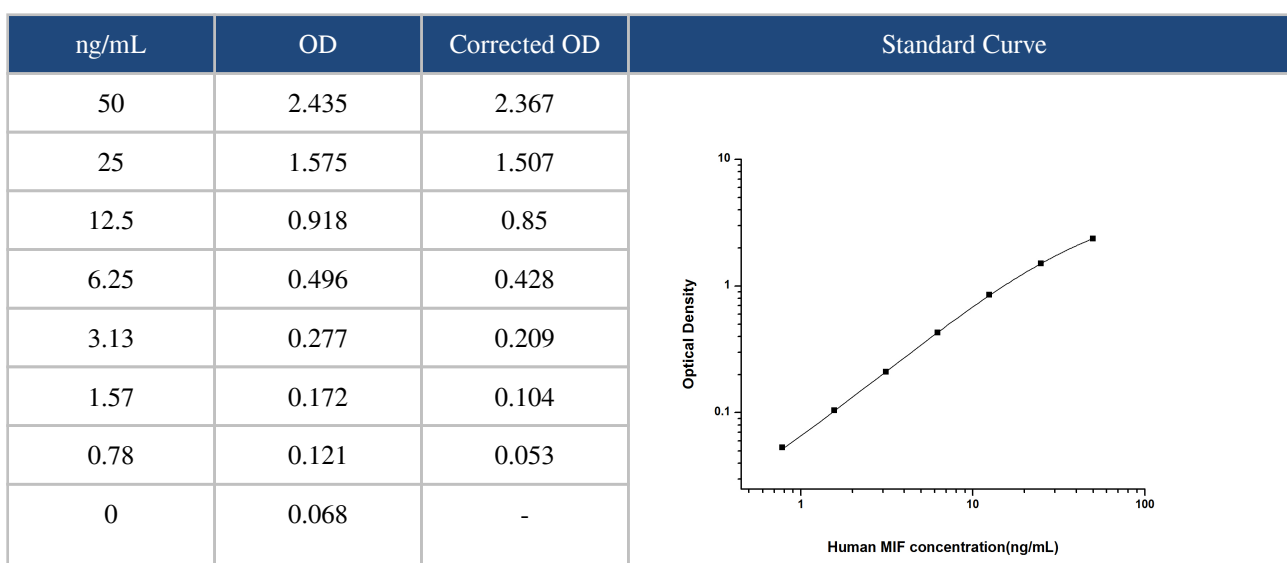 ng/mL OD Corrected OD Standard Curve
50 2.435 2.367
25 1.575 1.507
12.5 0.918 0.85
6.25 0.496 0.428
3.13 0.277 0.209
1.57 0.172 0.104
0.78 0.121 0.053
0 0.068 -
Optical Density
10
1
0.1
1 10 100
Human MIF concentration(ng/mL)